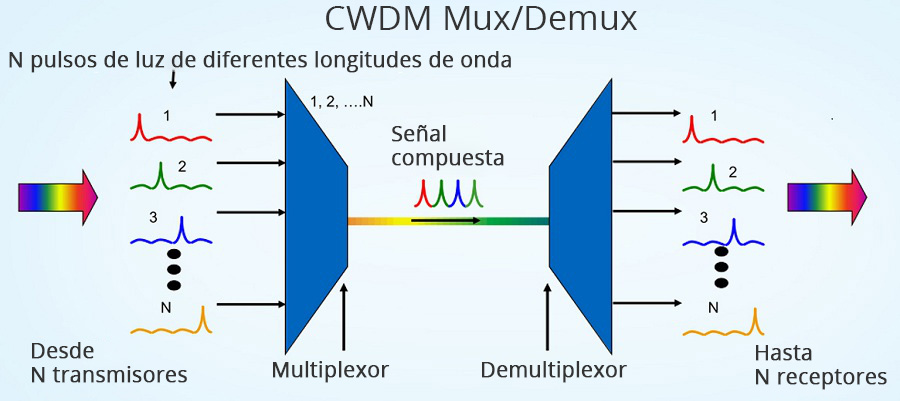 CWDM Mux/Demux
N pulsos de luz de diferentes longitudes de onda
1
2
3
N
Desde
N transmisores
1, 2, ....N
Multiplexor
Señal
compuesta
Demultiplexor
1
2
3
N
Hasta
N receptores